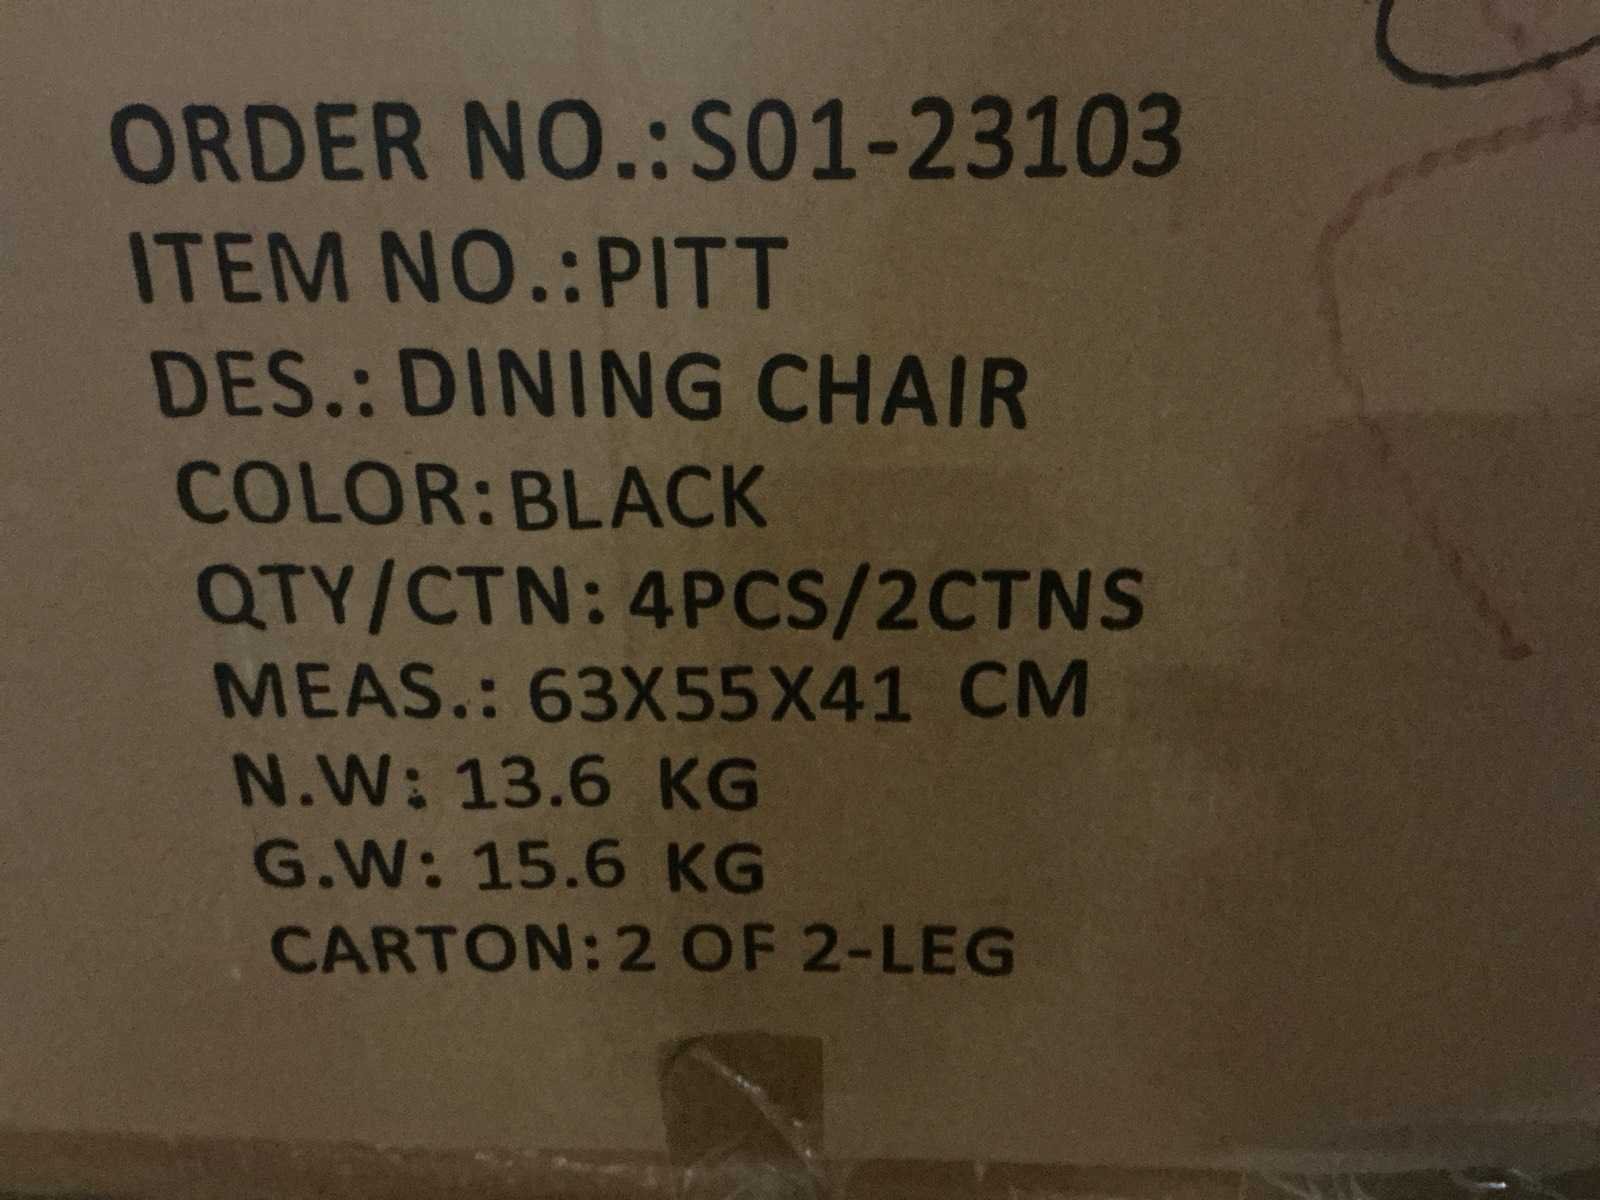 ORDER NO.:S01-23103
ITEM NO.:PITT
DES.: DINING CHAIR
COLOR:BLACK
QTY/CTN: 4PCS/2CTNS
MEAS.: 63X55X41 CM
N.W: 13.6 KG
G.W: 15.6 KG
CARTON:2 OF 2-LEG